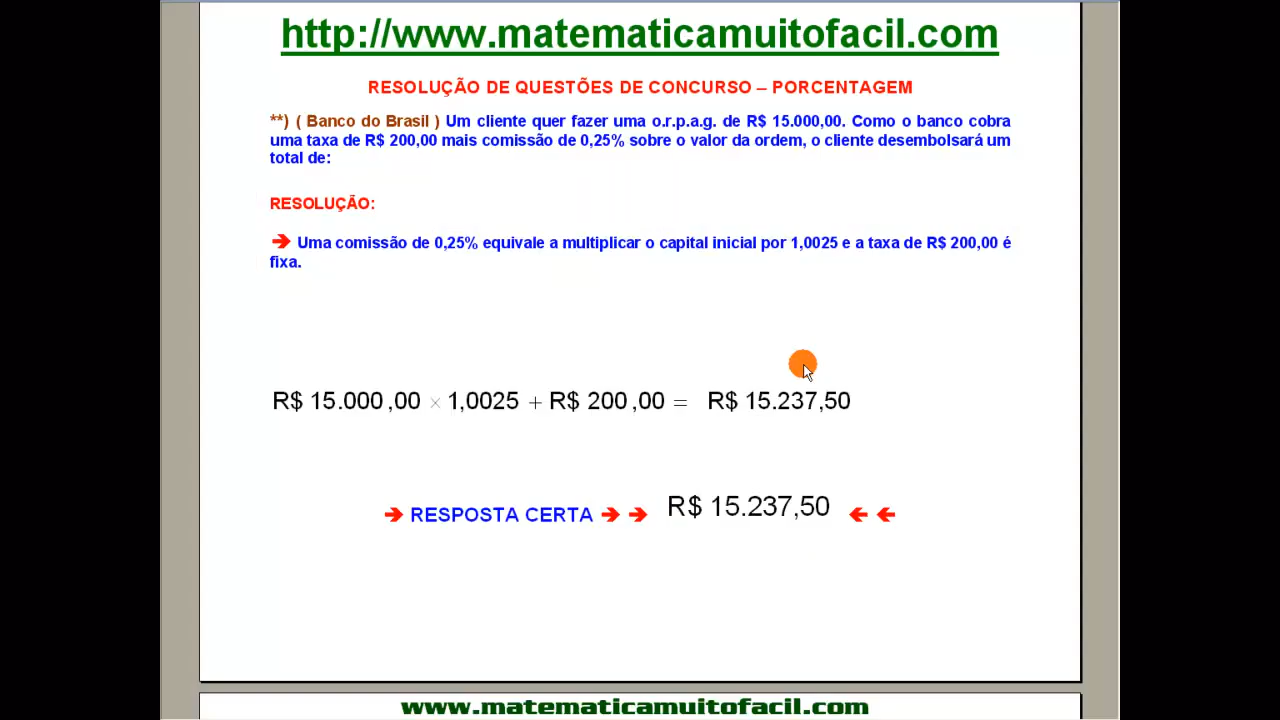 http://www.matematicamuitofacil.com
RESOLUÇÃO DE QUESTÕES DE CONCURSO – PORCENTAGEM
**) ( Banco do Brasil ) Um cliente quer fazer uma o.r.p.a.g. de R$ 15.000,00. Como o banco cobra
uma taxa de R$ 200,00 mais comissão de 0,25% sobre o valor da ordem, o cliente desembolsará um
total de:
RESOLUÇÃO:
➔ Uma comissão de 0,25% equivale a multiplicar o capital inicial por 1,0025 e a taxa de R$ 200,00 é
fixa.
R$ 15.000,00 × 1,0025 + R$ 200,00 = R$ 15.237,50
➔ RESPOSTA CERTA ➔ ➔ R$ 15.237,50 🡸 🡸
www.matematicamuitofacil.com